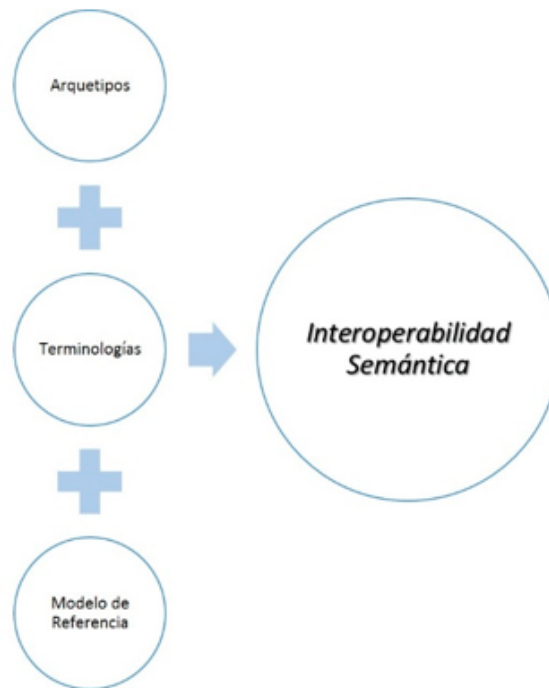 Arquetipos
Terminologías
Interoperabilidad
Semántica
Modelo de
Referencia